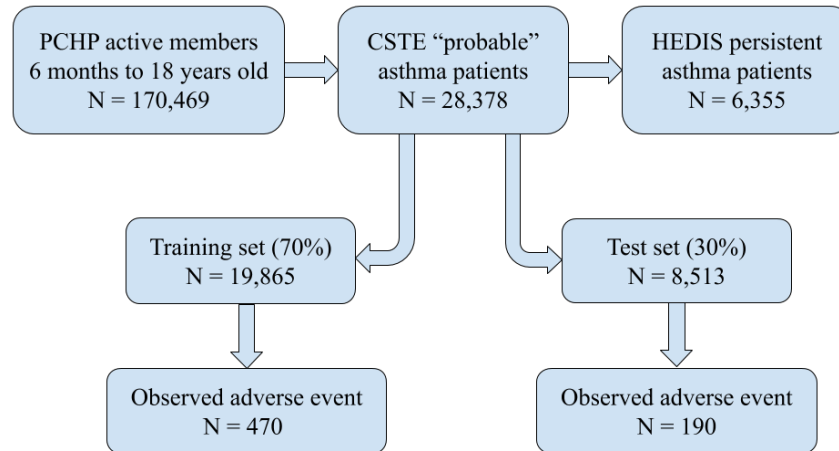 PCHP active members
6 months to 18 years old
N = 170,469
CSTE “probable”
asthma patients
N = 28,378
HEDIS persistent
asthma patients
N = 6,355
Training set (70%)
N = 19,865
Test set (30%)
N = 8,513
Observed adverse event
N = 470
Observed adverse event
N = 190